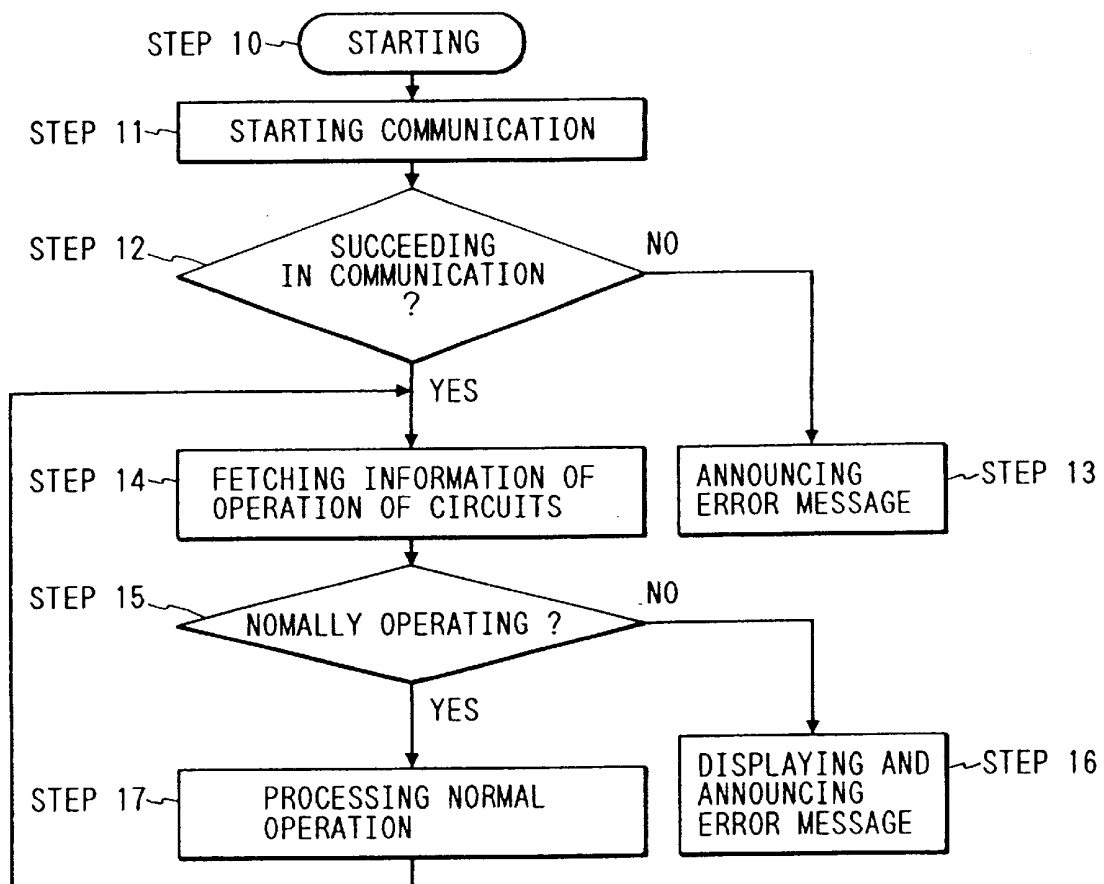 STEP 10
STARTING
STEP 11
STARTING COMMUNICATION
STEP 12
SUCCEEDING
IN COMMUNICATION
?
NO
YES
STEP 14
FETCHING INFORMATION OF
OPERATION OF CIRCUITS
ANNOUNCING
ERROR MESSAGE
STEP 13
STEP 15
NOMALLY OPERATING ?
NO
YES
STEP 17
PROCESSING NORMAL
OPERATION
DISPLAYING AND
ANNOUNCING
ERROR MESSAGE
STEP 16